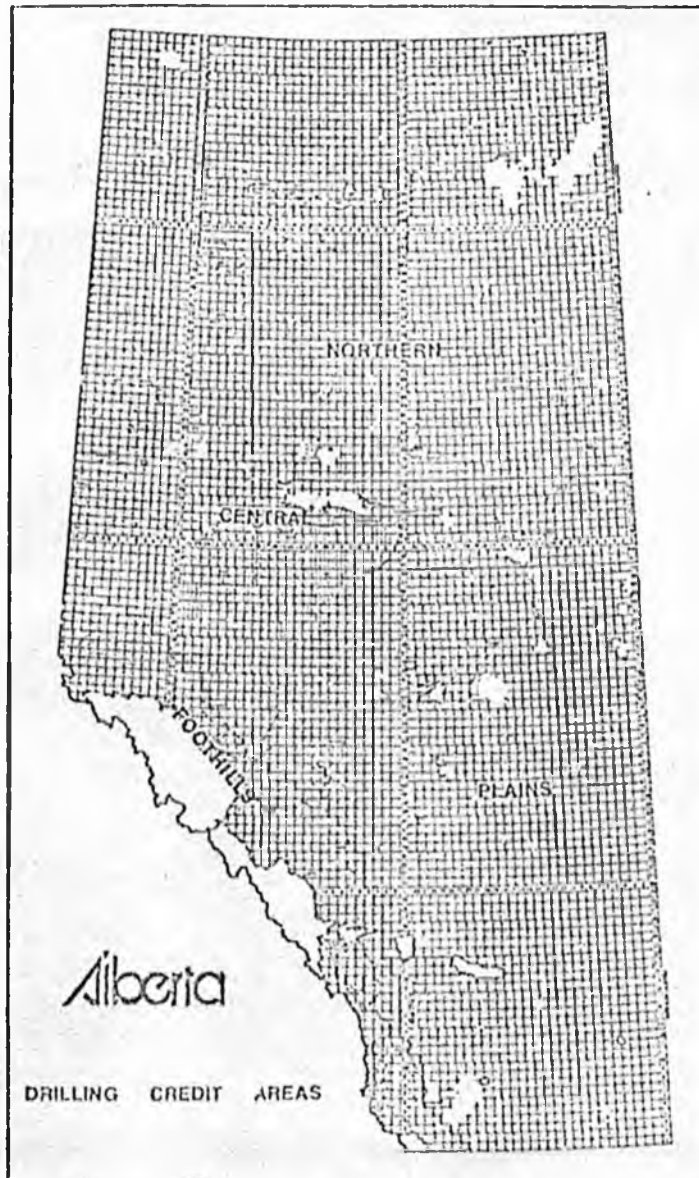 NORTHERN
CENTRAL
FOOTHILLS
PLAINS
Alberta
DRILLING CREDIT AREAS